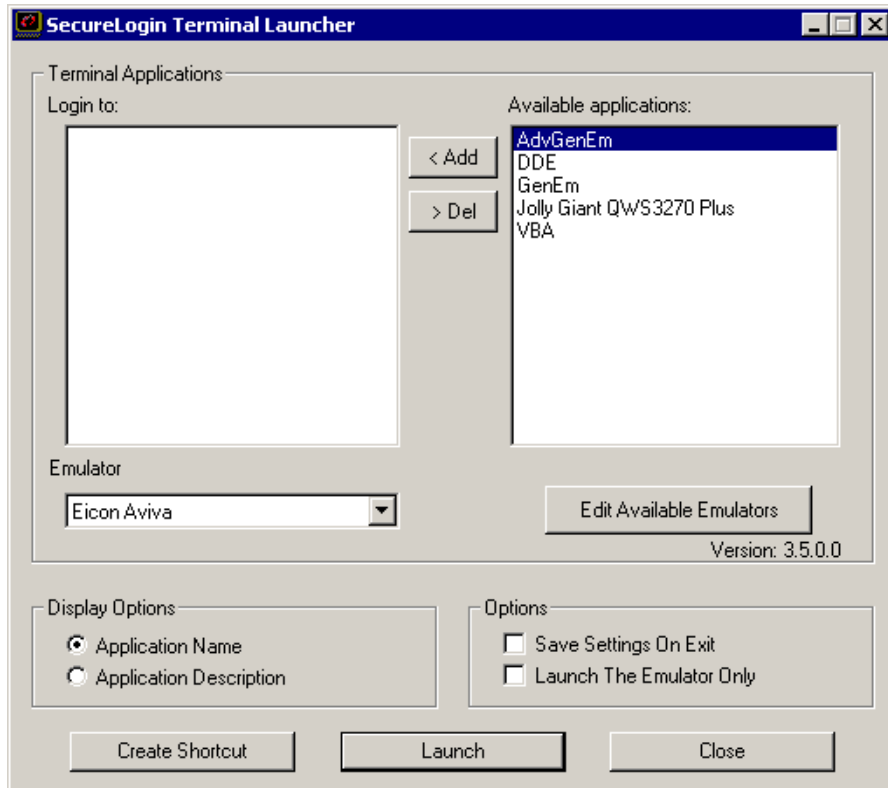 SecureLogin Terminal Launcher
Terminal Applications
Login to:
Available applications:
< Add
> Del
AdvGenEm
DDE
GenEm
Jolly Giant QWS3270 Plus
VBA
Emulator
Eicon Aviva
Edit Available Emulators
Version: 3.5.0.0
Display Options
Application Name
Application Description
Options
Save Settings On Exit
Launch The Emulator Only
Create Shortcut
Launch
Close